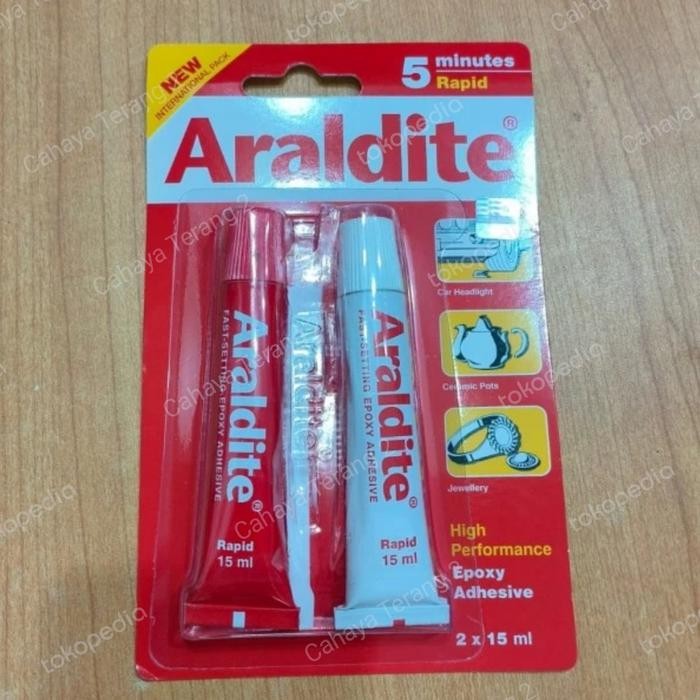 NEW
INTERNATIONAL PACK
5 minutes
Rapid
Araldite®
Araldite®
FAST-SETTING EPOXY ADHESIVE
Rapid
15 ml
Araldite
Araldite®
FAST-SETTING EPOXY ADHESIVE
Rapid
15 ml
Car Headlight
Ceramic Pots
Jewellery
High
Performance
Epoxy
Adhesive
2 x 15 ml
Cahaya Terang 2
tokopedia